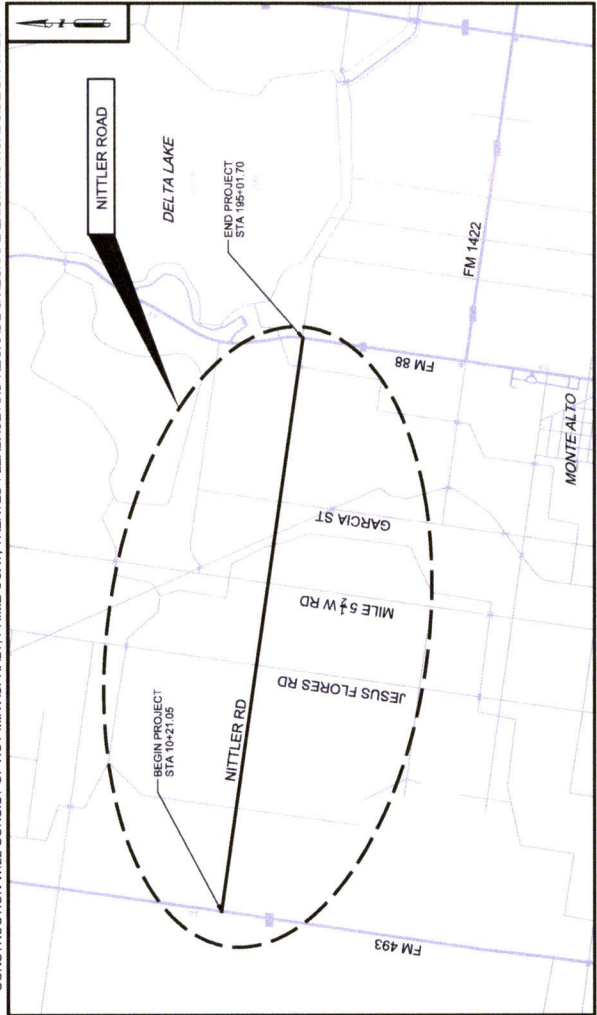 NITTLER ROAD
DELTA LAKE
END PROJECT
STA 195+01.70
FM 1422
FM 88
MONTE ALTO
GARCIA ST
MILE 5 1/2 W RD
JESUS FLORES RD
BEGIN PROJECT
STA 10+21.05
NITTLER RD
FM 493
N